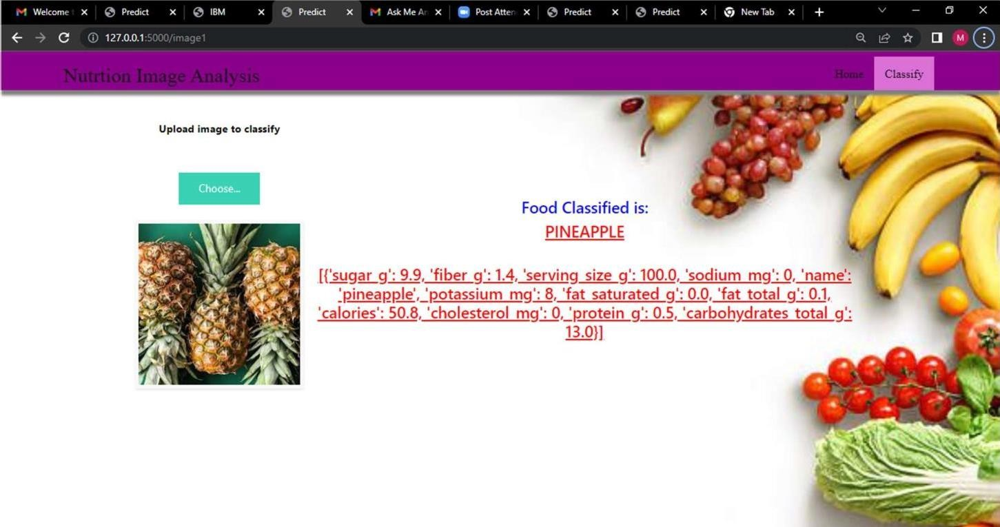 Welcome t
Predict
IBM
Predict
Ask Me An
Post Atten
Predict
Predict
New Tab
127.0.0.1:5000/image1
M
Nutrtion Image Analysis
Home
Classify
Upload image to classify
Choose...
Food Classified is:
PINEAPPLE
[{'sugar_g': 9.9, 'fiber_g': 1.4, 'serving_size_g': 100.0, 'sodium_mg': 0, 'name':
'pineapple', 'potassium_mg': 8, 'fat_saturated_g': 0.0, 'fat_total_g': 0.1,
'calories': 50.8, 'cholesterol_mg': 0, 'protein_g': 0.5, 'carbohydrates_total_g':
13.0}]